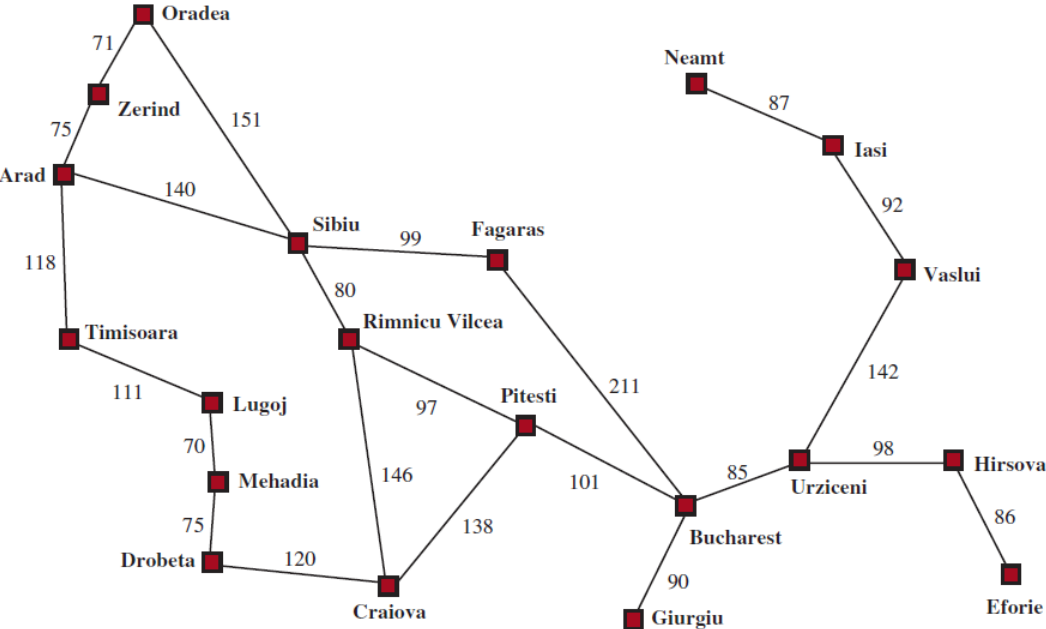 Oradea
71
Neamt
Zerind
87
151
75
Iasi
Arad
140
92
Sibiu
Fagaras
99
118
Vaslui
80
Rimnicu Vilcea
Timisoara
142
211
111
Pitesti
Lugoj
97
70
98
Hirsova
146
85
Mehadia
101
Urziceni
86
75
138
Bucharest
Drobeta
120
90
Eforie
Craiova
Giurgiu